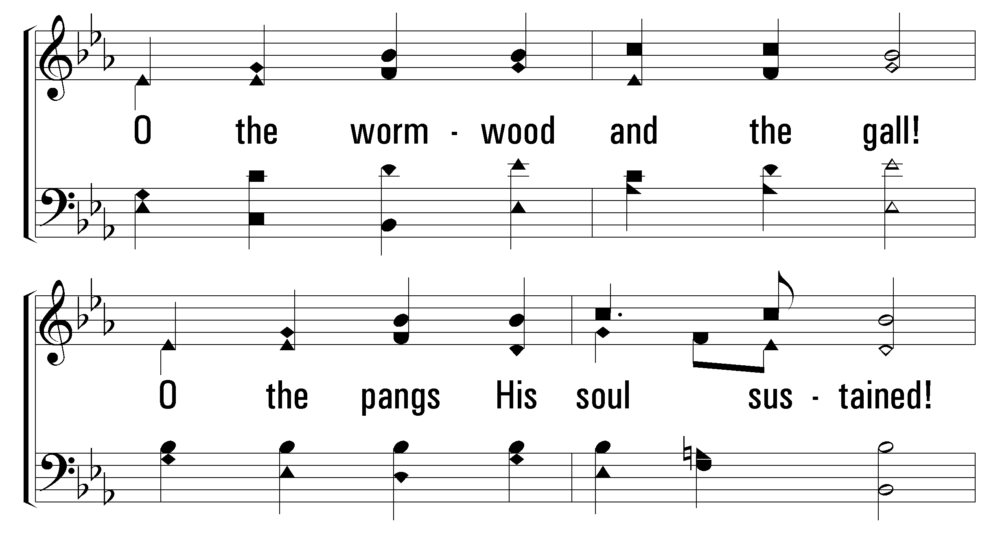 O the worm - wood and the gall!
O the pangs His soul sus - tained!